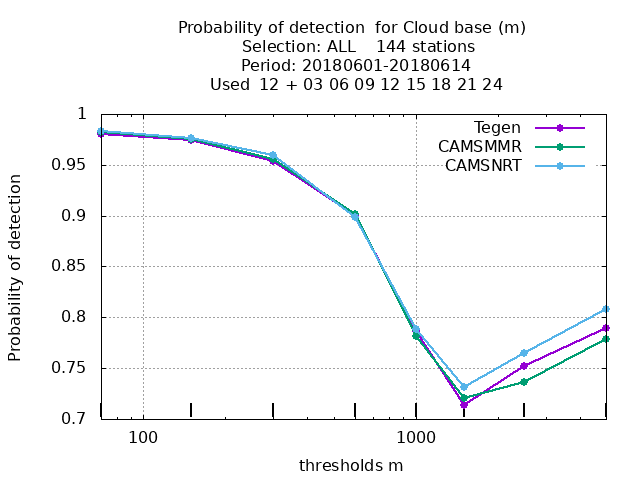 Probability of detection  for Cloud base (m)
Selection: ALL    144 stations
Period: 20180601-20180614
Used  12 + 03 06 09 12 15 18 21 24
Tegen
CAMSMMR
CAMSNRT
1
0.95
0.9
0.85
0.8
0.75
0.7
Probability of detection
100
1000
thresholds m